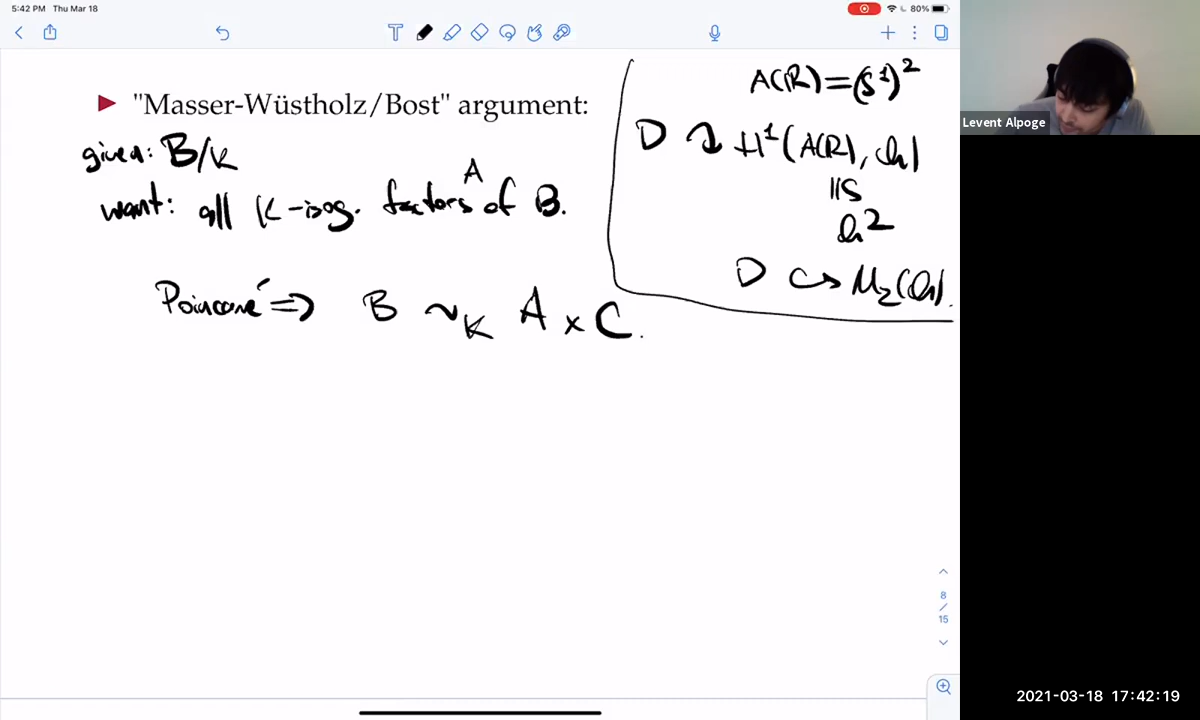 5:42 PM Thu Mar 18
80%
"Masser-Wüstholz/Bost" argument:
given: B/K
want: all K-isog. factors A of B.
Poincaré ⇒ B ~_K A × C.
A(R) = (S¹)²
D ↷ H¹(A(R), Q)
≅
Q²
D ↪ M₂(Q).
8
/
15
Levent Alpoge
2021-03-18 17:42:19